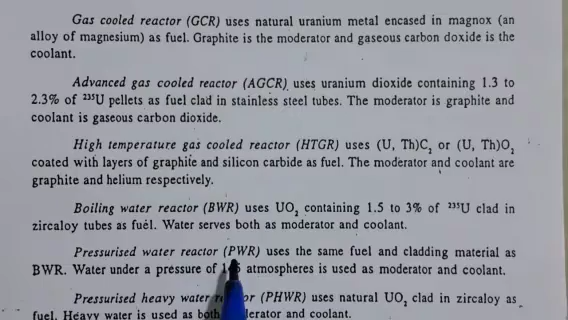 Gas cooled reactor (GCR) uses natural uranium metal encased in magnox (an
alloy of magnesium) as fuel. Graphite is the moderator and gaseous carbon doxide is the
coolant.
Advanced gas cooled reactor (AGCR) uses uranium dioxide containing 1.3 to
2.3% of ²³⁵U pellets as fuel clad in stainless steel tubes. The moderator is graphite and
coolant is gaseous carbon dioxide.
High temperature gas cooled reactor (HTGR) uses (U, Th)C₂ or (U, Th)O₂
coated with layers of graphite and silicon carbide as fuel. The moderator and coolant are
graphite and helium respectively.
Boiling water reactor (BWR) uses UO₂ containing 1.5 to 3% of ²³⁵U clad in
zircaloy tubes as fuel. Water serves both as moderator and coolant.
Pressurised water reactor (PWR) uses the same fuel and cladding material as
BWR. Water under a pressure of atmospheres is used as moderator and coolant.
Pressurised heavy water (PHWR) uses natural UO₂ clad in zircaloy as
fuel. Heavy water is used as both and coolant.